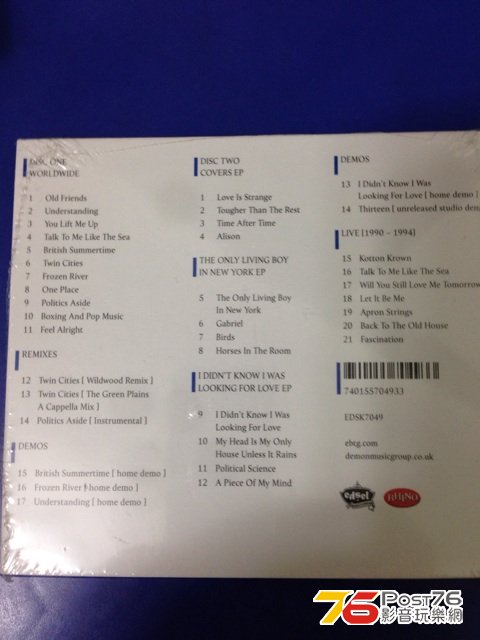 DISC ONE
WORLDWIDE
1 Old Friends
2 Understanding
3 You Lift Me Up
4 Talk To Me Like The Sea
5 British Summertime
6 Twin Cities
7 Frozen River
8 One Place
9 Politics Aside
10 Boxing And Pop Music
11 Feel Alright
REMIXES
12 Twin Cities [ Wildwood Remix ]
13 Twin Cities [ The Green Plains
A Cappella Mix ]
14 Politics Aside [ Instrumental ]
DEMOS
15 British Summertime [ home demo ]
16 Frozen River [ home demo ]
17 Understanding [ home demo ]
DISC TWO
COVERS EP
1 Love Is Strange
2 Tougher Than The Rest
3 Time After Time
4 Alison
THE ONLY LIVING BOY
IN NEW YORK EP
5 The Only Living Boy
In New York
6 Gabriel
7 Birds
8 Horses In The Room
I DIDN'T KNOW I WAS
LOOKING FOR LOVE EP
9 I Didn't Know I Was
Looking For Love
10 My Head Is My Only
House Unless It Rains
11 Political Science
12 A Piece Of My Mind
DEMOS
13 I Didn't Know I Was
Looking For Love [ home demo ]
14 Thirteen [ unreleased studio dem
LIVE [1990 – 1994]
15 Kotton Krown
16 Talk To Me Like The Sea
17 Will You Still Love Me Tomorrow
18 Let It Be Me
19 Apron Strings
20 Back To The Old House
21 Fascination
740155704933
EDSK7049
ebtg.com
demonmusicgroup.co.uk
edsel
RHINO
76 Post76
影音玩樂網